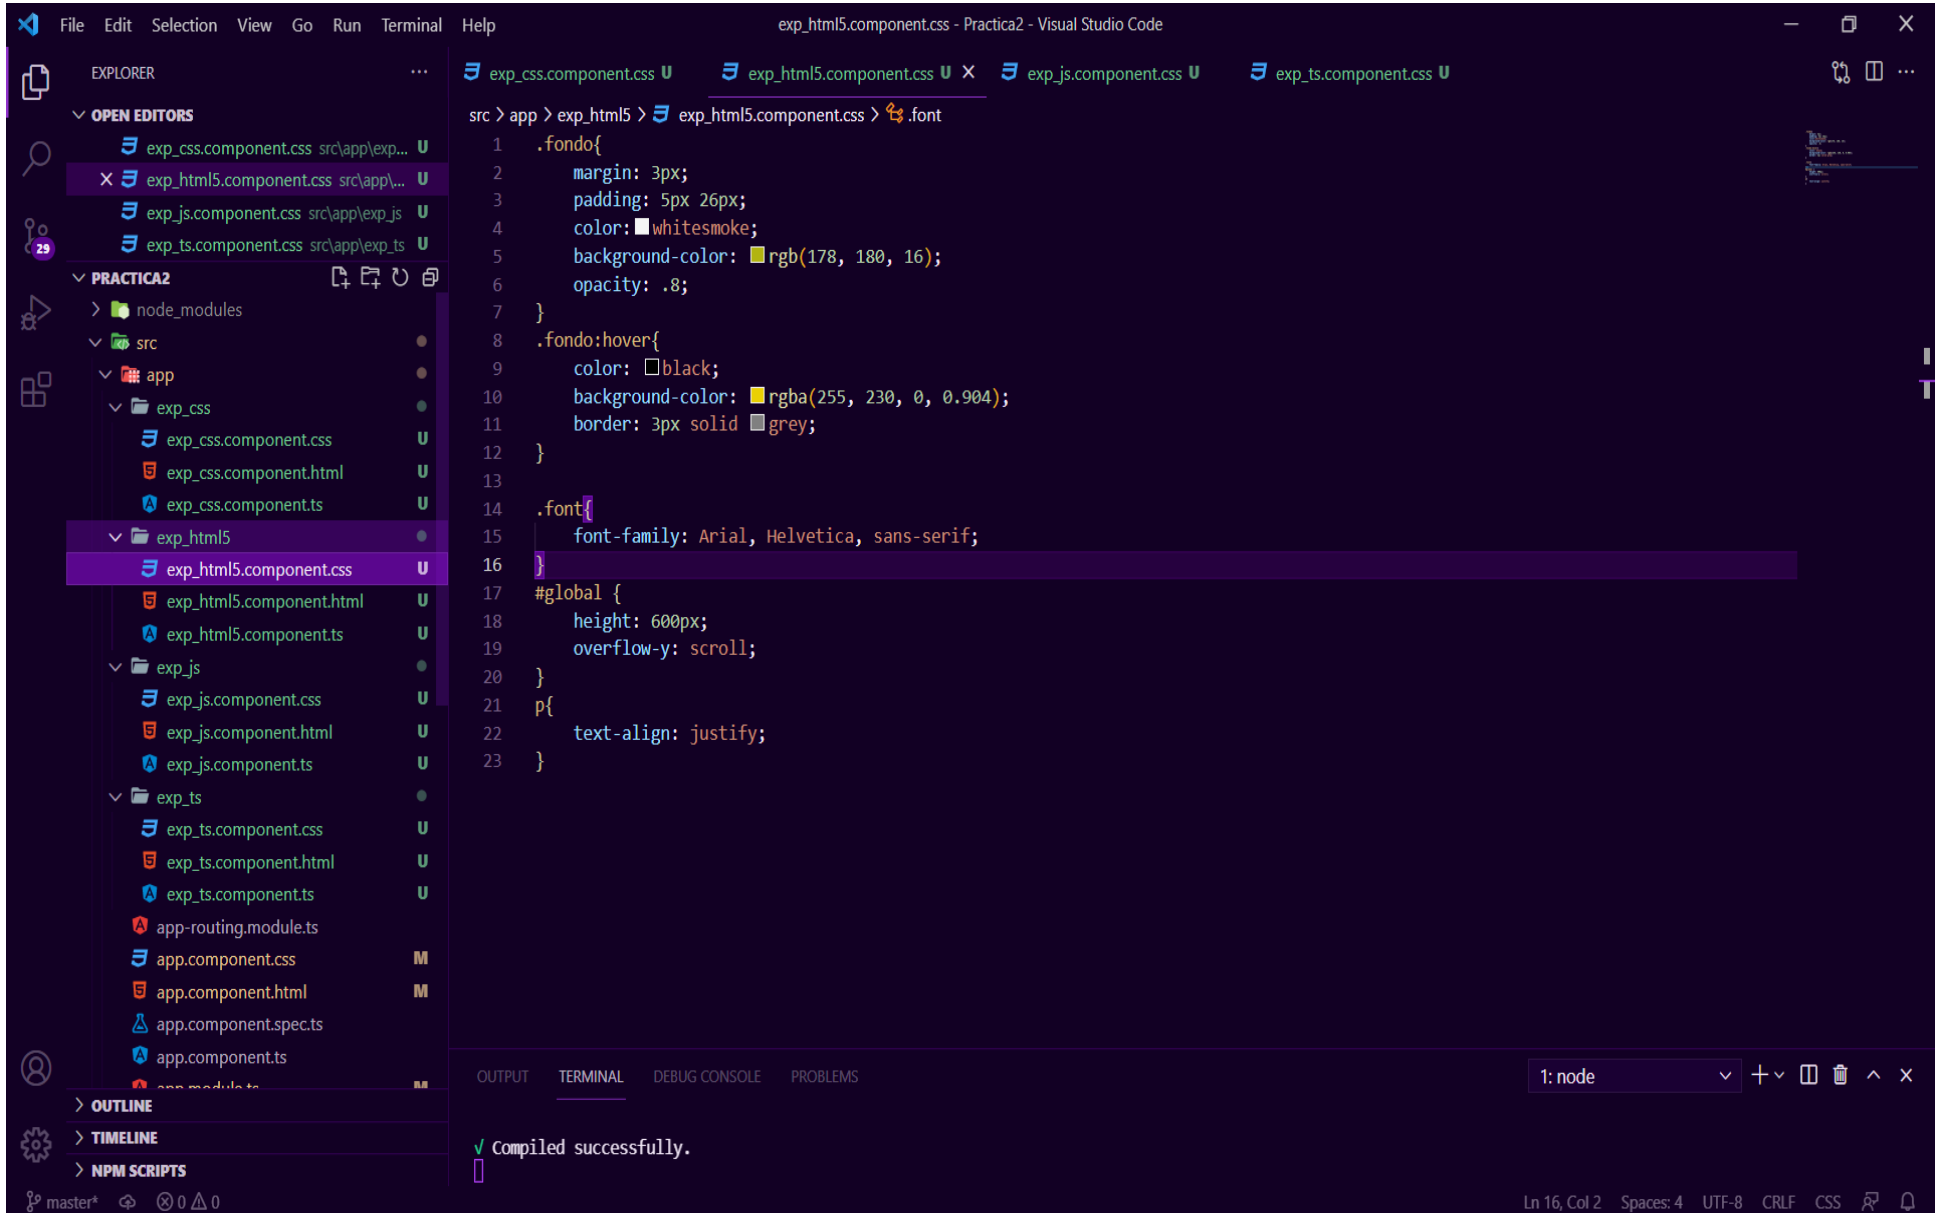 File Edit Selection View Go Run Terminal Help exp_html5.component.css - Practica2 - Visual Studio Code
EXPLORER
exp_css.component.css U exp_html5.component.css U exp_js.component.css U exp_ts.component.css U
src > app > exp_html5 > exp_html5.component.css > .font
OPEN EDITORS
exp_css.component.css src\app\exp... U
exp_html5.component.css src\app\... U
exp_js.component.css src\app\exp_js U
exp_ts.component.css src\app\exp_ts U
29
PRACTICA2
node_modules
src
app
exp_css
exp_css.component.css U
exp_css.component.html U
exp_css.component.ts U
exp_html5
exp_html5.component.css U
exp_html5.component.html U
exp_html5.component.ts U
exp_js
exp_js.component.css U
exp_js.component.html U
exp_js.component.ts U
exp_ts
exp_ts.component.css U
exp_ts.component.html U
exp_ts.component.ts U
app-routing.module.ts
app.component.css M
app.component.html M
app.component.spec.ts
app.component.ts
app.module.ts M
OUTLINE
TIMELINE
NPM SCRIPTS
1 .fondo{
2 margin: 3px;
3 padding: 5px 26px;
4 color: whitesmoke;
5 background-color: rgb(178, 180, 16);
6 opacity: .8;
7 }
8 .fondo:hover{
9 color: black;
10 background-color: rgba(255, 230, 0, 0.904);
11 border: 3px solid grey;
12 }
13
14 .font{
15 font-family: Arial, Helvetica, sans-serif;
16 }
17 #global {
18 height: 600px;
19 overflow-y: scroll;
20 }
21 p{
22 text-align: justify;
23 }
OUTPUT TERMINAL DEBUG CONSOLE PROBLEMS 1: node
√ Compiled successfully.
master* 0 0 Ln 16, Col 2 Spaces: 4 UTF-8 CRLF CSS